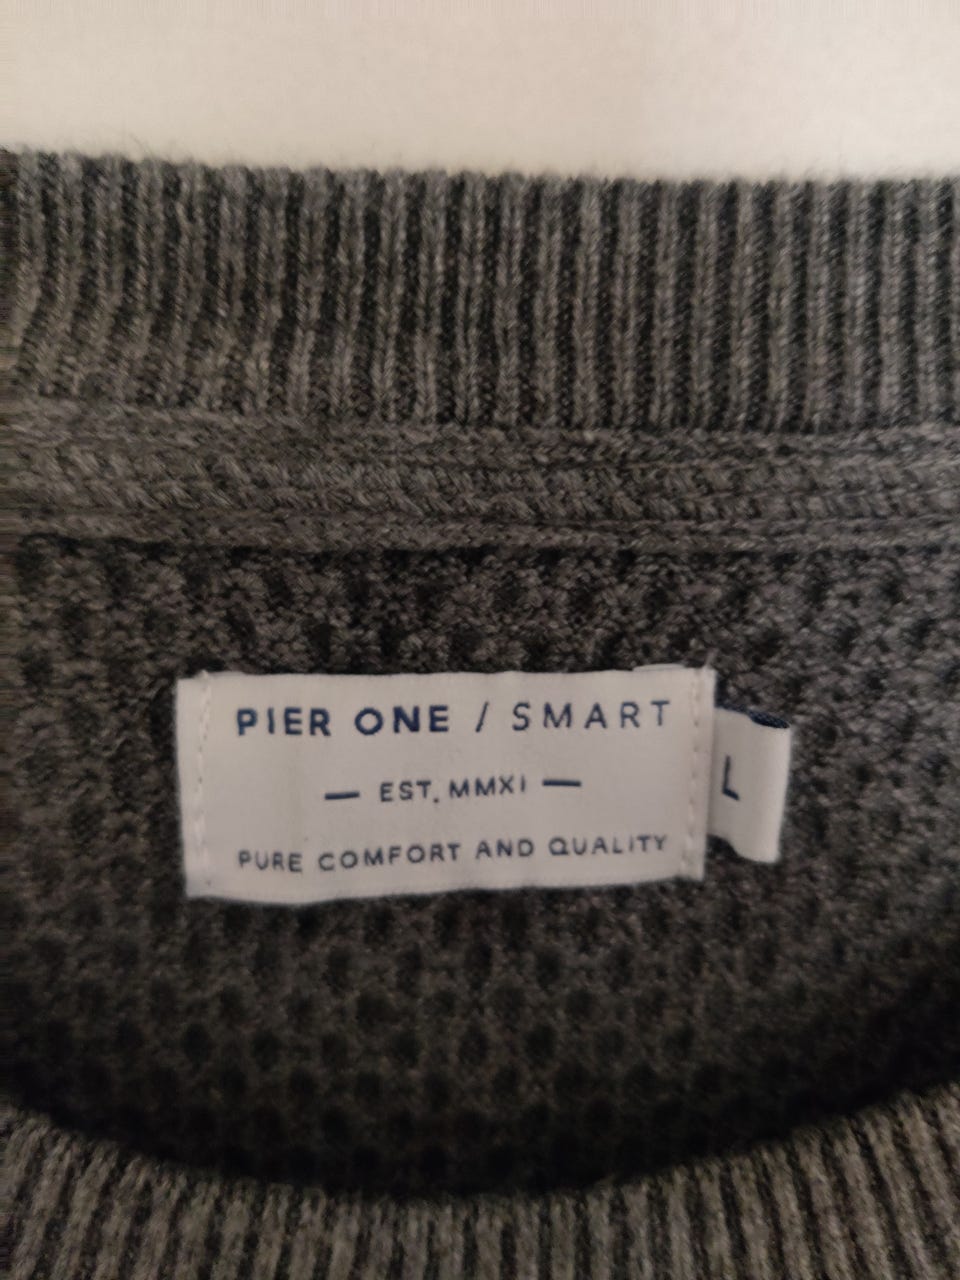 PIER ONE / SMART
— EST. MMXI —
PURE COMFORT AND QUALITY
L